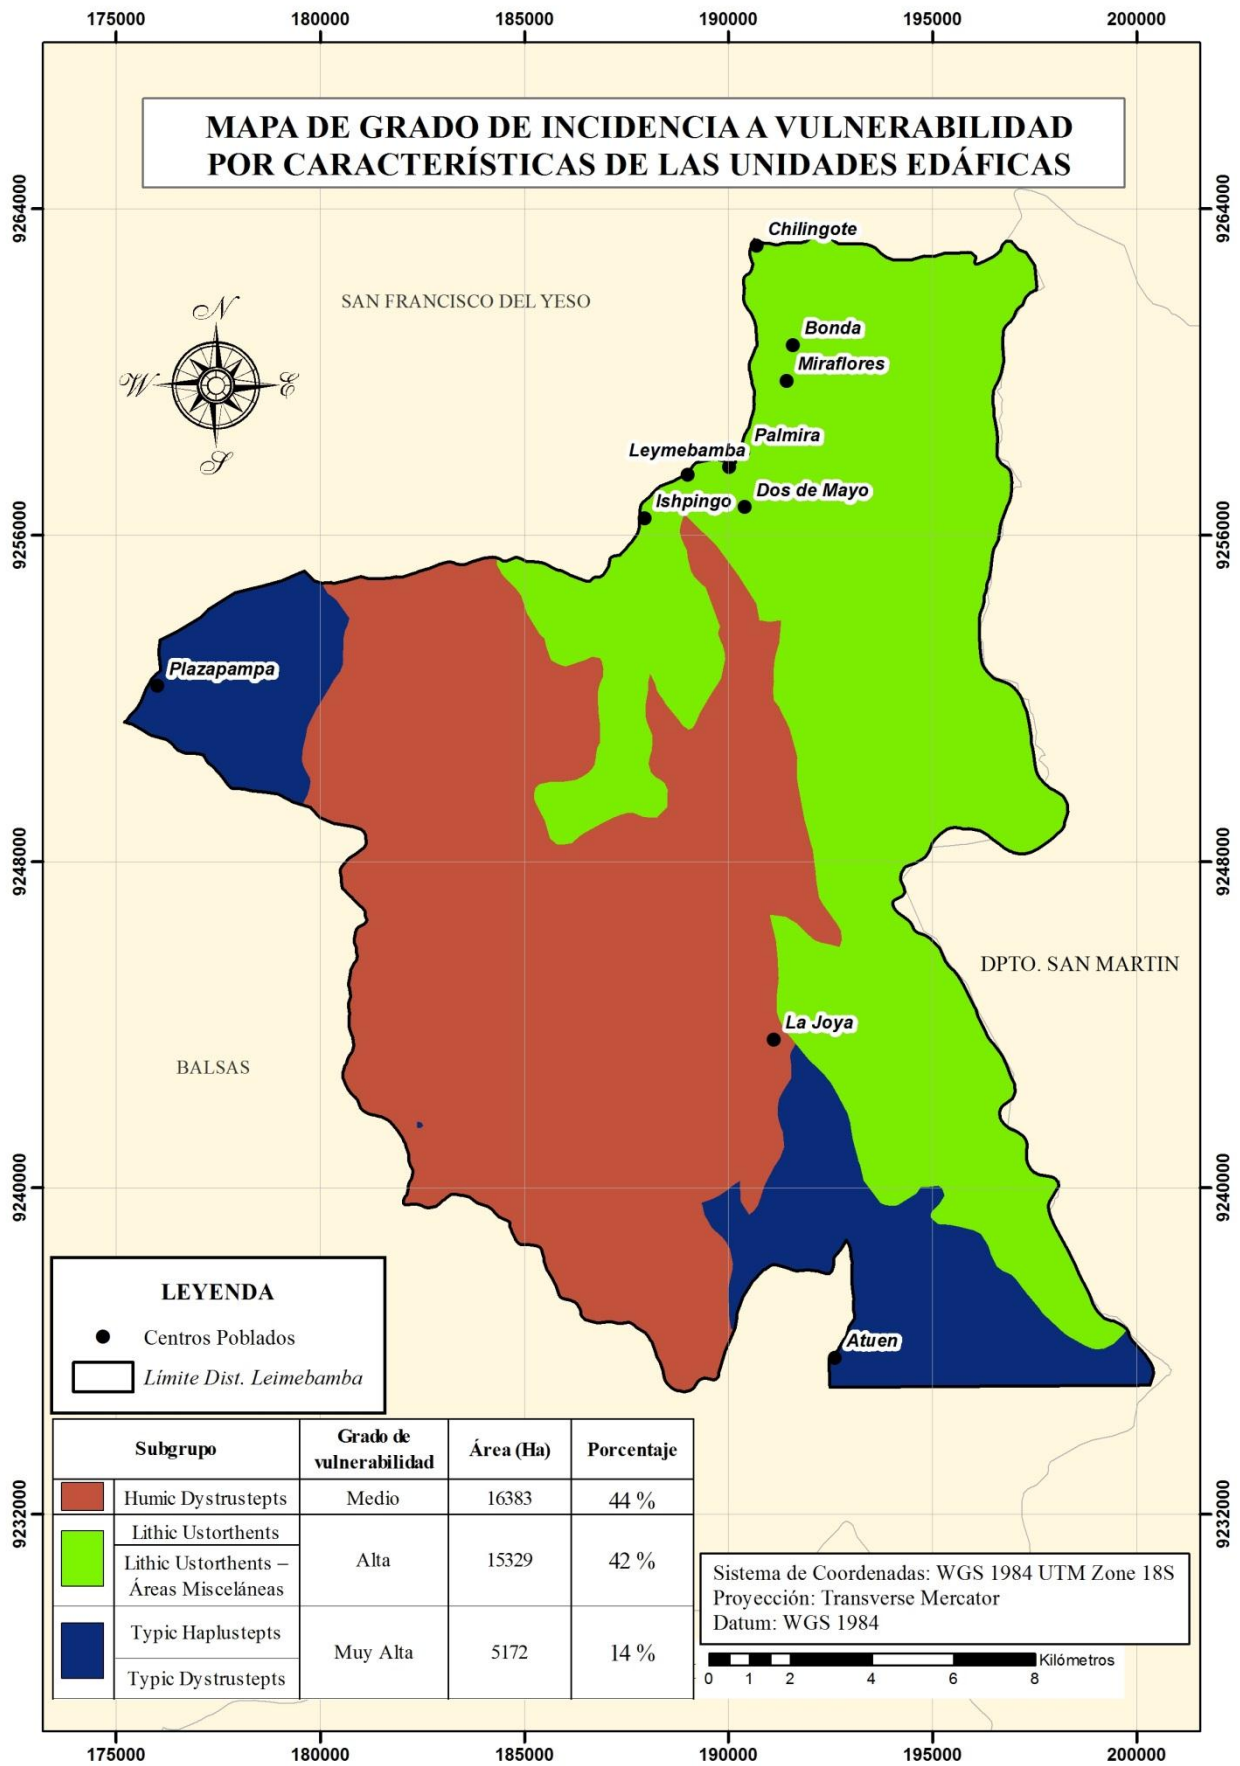 175000 180000 185000 190000 195000 200000
MAPA DE GRADO DE INCIDENCIA A VULNERABILIDAD
POR CARACTERÍSTICAS DE LAS UNIDADES EDÁFICAS
9264000 9264000
Chilingote
SAN FRANCISCO DEL YESO
N
W E
S
Bonda
Miraflores
Palmira
Leymebamba
Ishpingo
Dos de Mayo
9256000 9256000
Plazapampa
9248000 9248000
DPTO. SAN MARTIN
La Joya
BALSAS
9240000 9240000
Atuen
LEYENDA
Centros Poblados
Límite Dist. Leimebamba
Subgrupo Grado de vulnerabilidad Área (Ha) Porcentaje
Humic Dystrustepts Medio 16383 44 %
Lithic Ustorthents
Lithic Ustorthents –
Áreas Misceláneas
Alta 15329 42 %
Typic Haplustepts
Typic Dystrustepts
Muy Alta 5172 14 %
9232000 9232000
Sistema de Coordenadas: WGS 1984 UTM Zone 18S
Proyección: Transverse Mercator
Datum: WGS 1984
Kilómetros
0 1 2 4 6 8
175000 180000 185000 190000 195000 200000